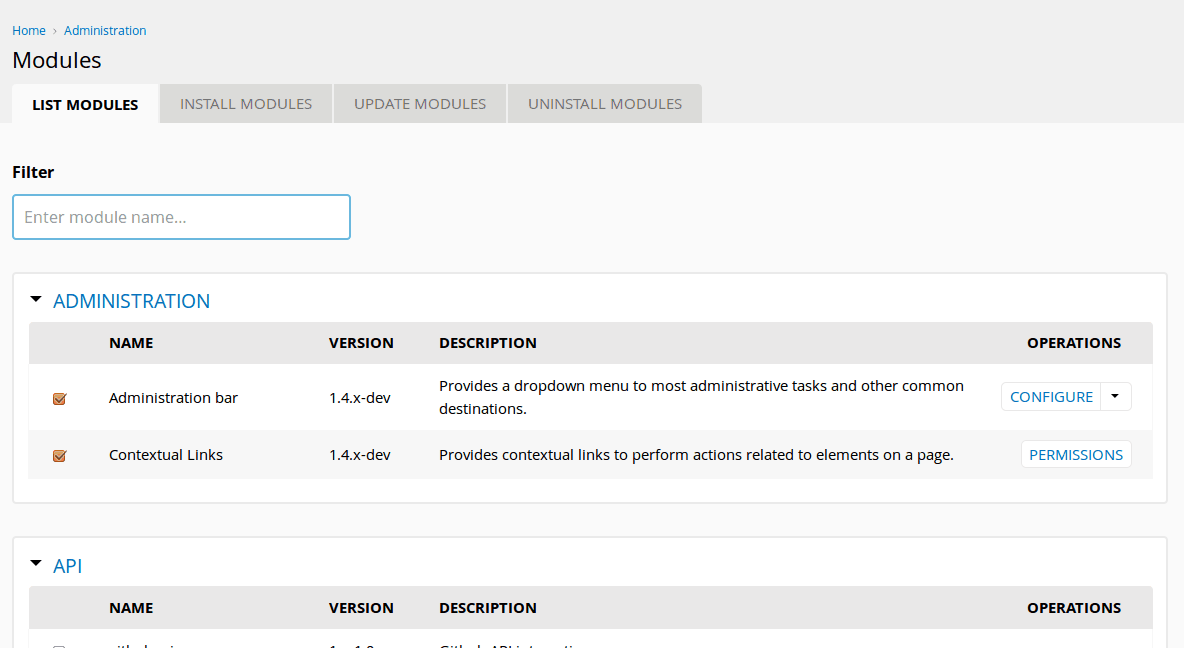 Home › Administration
Modules
LIST MODULES INSTALL MODULES UPDATE MODULES UNINSTALL MODULES
Filter
Enter module name...
ADMINISTRATION
NAME VERSION DESCRIPTION OPERATIONS
Administration bar 1.4.x-dev Provides a dropdown menu to most administrative tasks and other common
destinations. CONFIGURE
Contextual Links 1.4.x-dev Provides contextual links to perform actions related to elements on a page. PERMISSIONS
API
NAME VERSION DESCRIPTION OPERATIONS